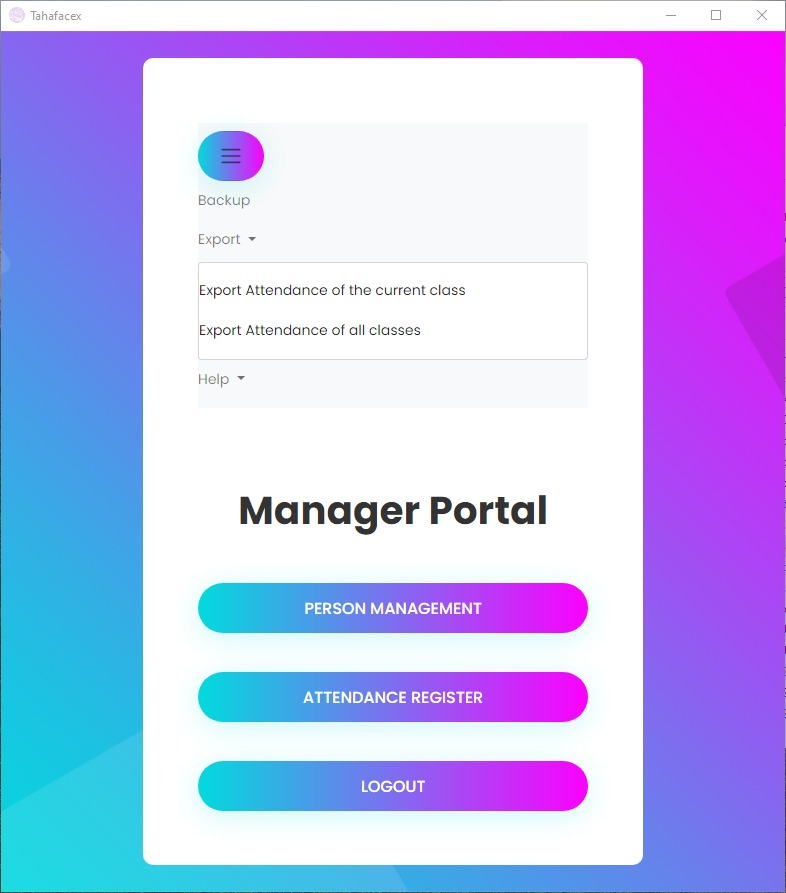 Tahafacex
Backup
Export
Export Attendance of the current class
Export Attendance of all classes
Help
Manager Portal
PERSON MANAGEMENT
ATTENDANCE REGISTER
LOGOUT